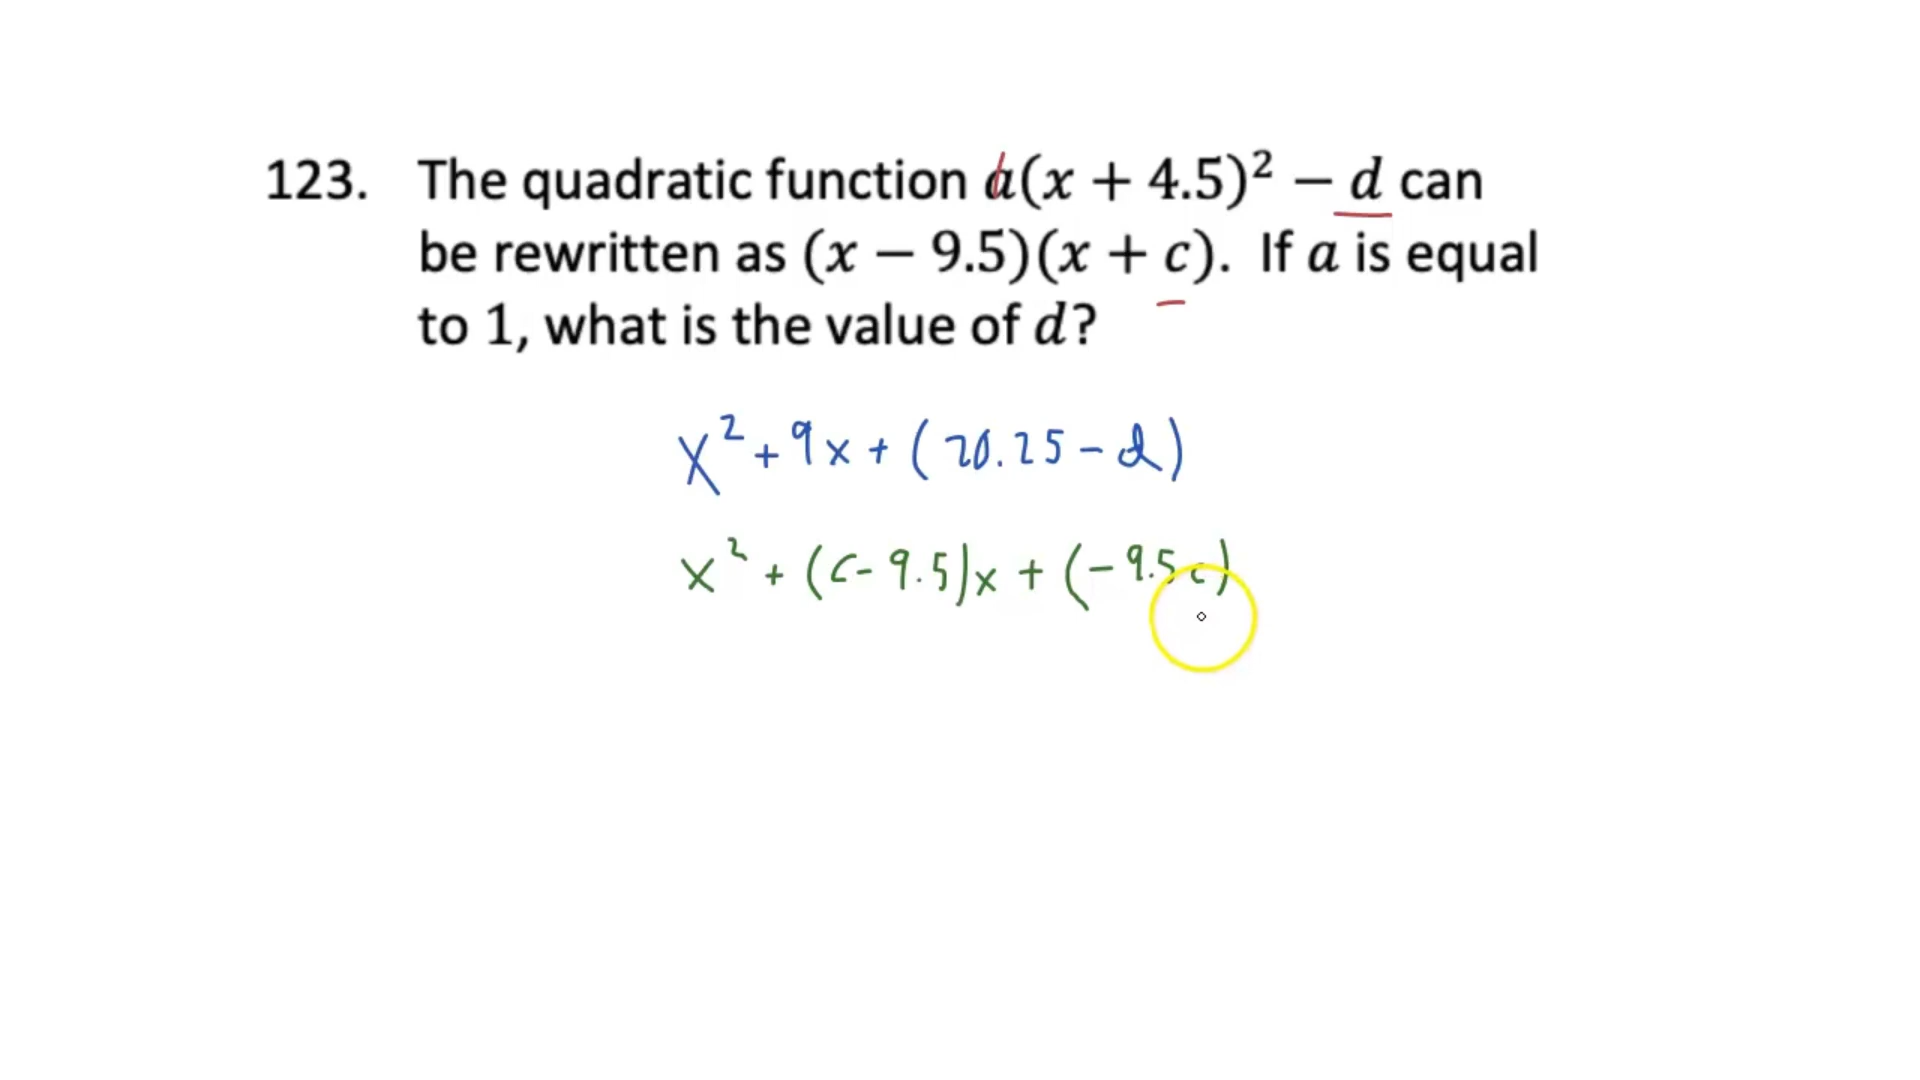 123. The quadratic function a(x + 4.5)² − d can
be rewritten as (x − 9.5)(x + c). If a is equal
to 1, what is the value of d?
x² + 9x + (20.25 - d)
x² + (c - 9.5)x + (-9.5c)